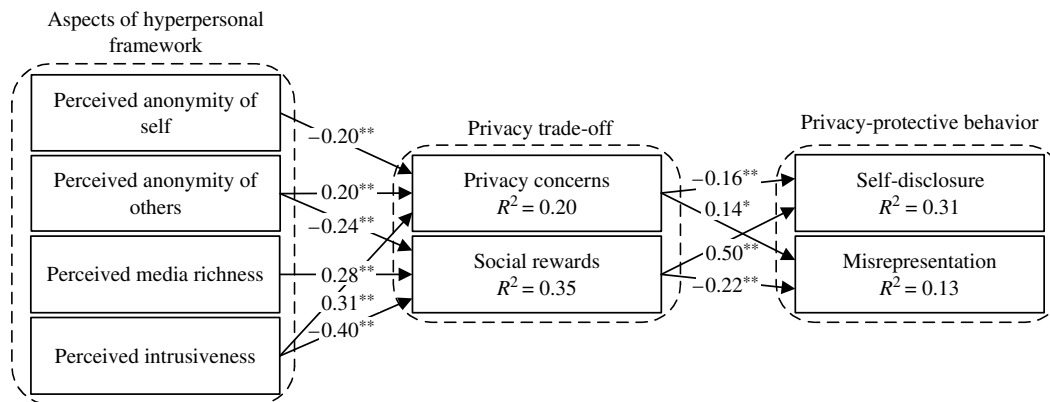 Aspects of hyperpersonal
framework
Perceived anonymity of
self
Perceived anonymity of
others
Perceived media richness
Perceived intrusiveness
−0.20**
0.20**
−0.24**
0.28**
0.31**
−0.40**
Privacy trade-off
Privacy concerns
R² = 0.20
Social rewards
R² = 0.35
−0.16**
0.14*
0.50**
−0.22**
Privacy-protective behavior
Self-disclosure
R² = 0.31
Misrepresentation
R² = 0.13